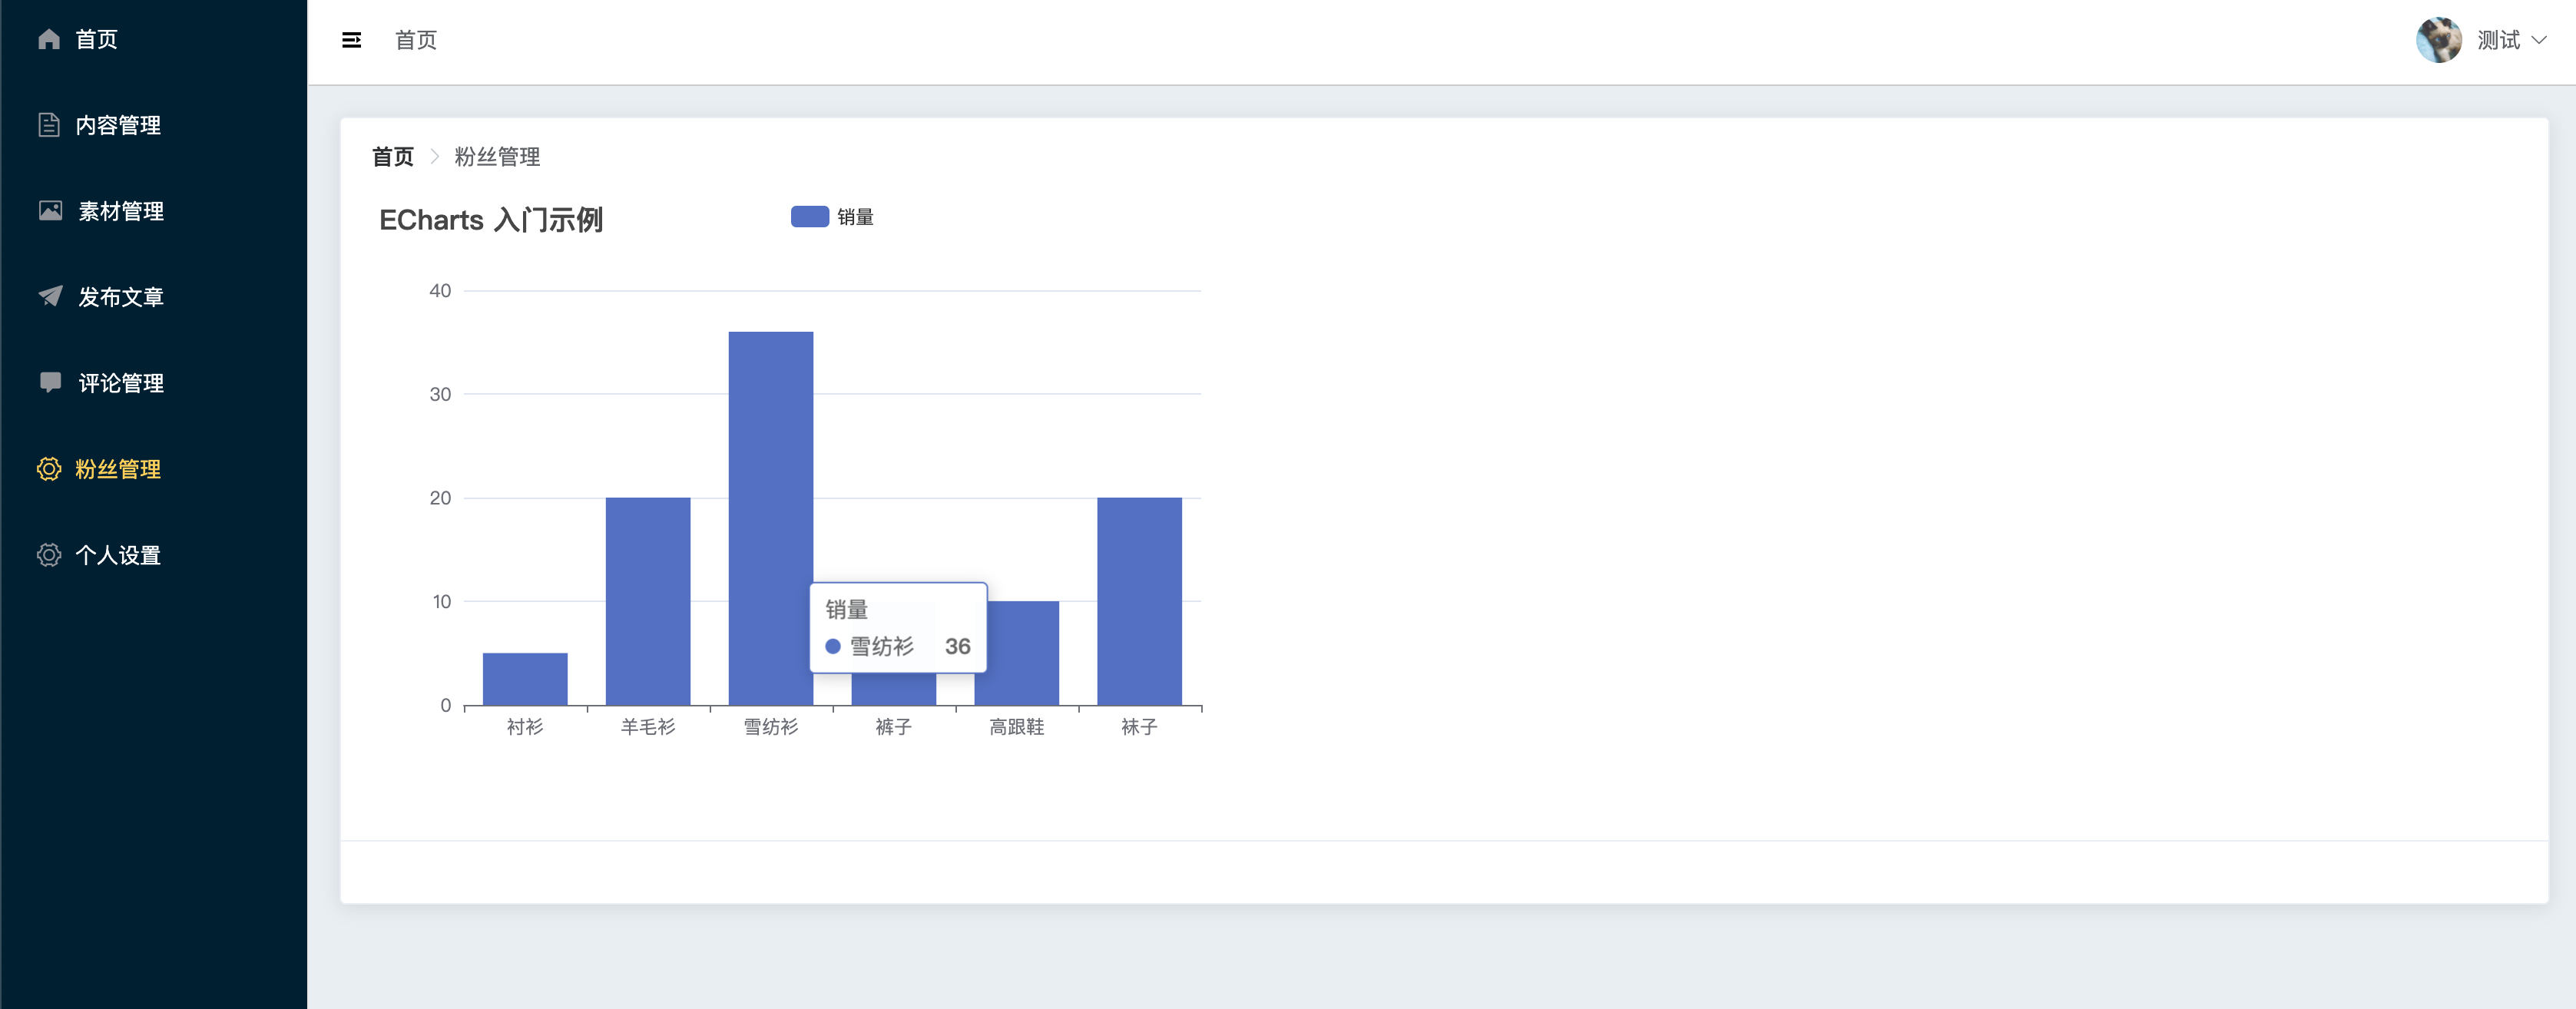 首页
内容管理
素材管理
发布文章
评论管理
粉丝管理
个人设置
首页
测试
首页 粉丝管理
ECharts 入门示例
销量
40
30
20
10
0
销量
雪纺衫 36
衬衫 羊毛衫 雪纺衫 裤子 高跟鞋 袜子